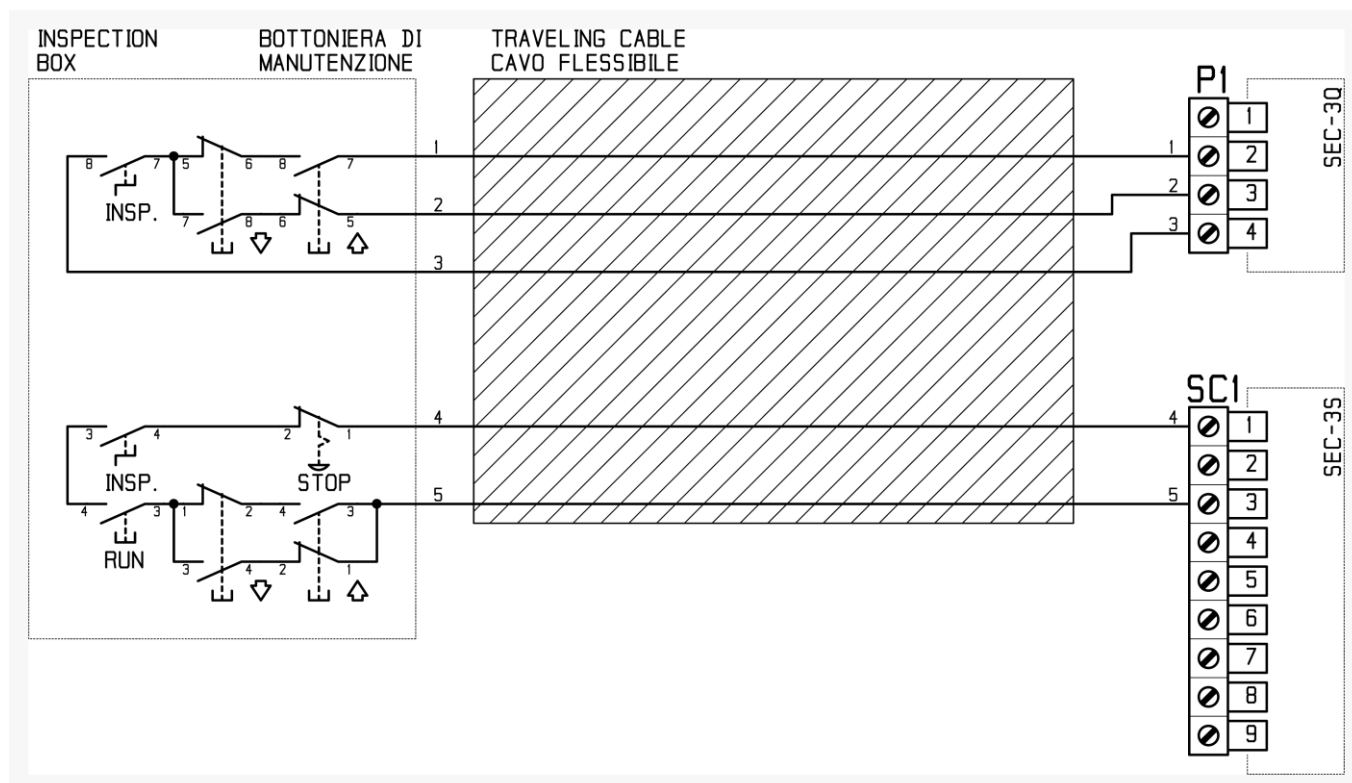 INSPECTION BOX
BOTTONIERA DI MANUTENZIONE
TRAVELING CABLE
CAVO FLESSIBILE
P1
SEC-3Q
1
2
3
4
1
2
3
8 7 5 6 8 7 1
INSP.
7 8 6 5 2
3
SC1
SEC-3S
1
2
3
4
5
6
7
8
9
4
5
3 4 2 1 4
INSP.
STOP
4 3 1 2 4 3 5
RUN
3 4 2 1